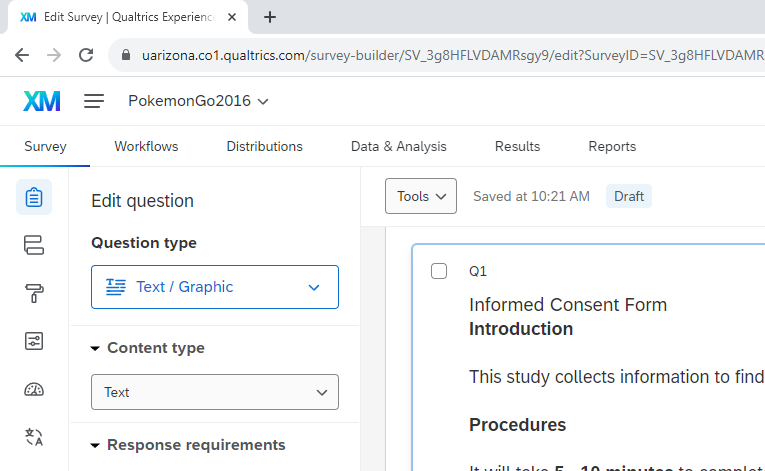 XM Edit Survey | Qualtrics Experience
uarizona.co1.qualtrics.com/survey-builder/SV_3g8HFLVDAMRsgy9/edit?SurveyID=SV_3g8HFLVDAMR
XM PokemonGo2016
Survey Workflows Distributions Data & Analysis Results Reports
Edit question
Question type
Text / Graphic
Content type
Text
Response requirements
Tools Saved at 10:21 AM Draft
Q1
Informed Consent Form
Introduction
This study collects information to find
Procedures
It will take 5 - 10 minutes to complet